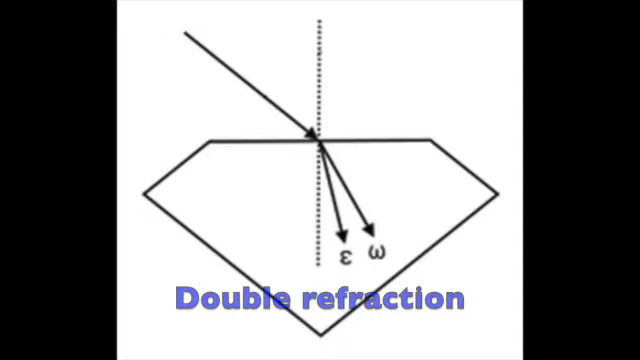 ε ω
Double refraction